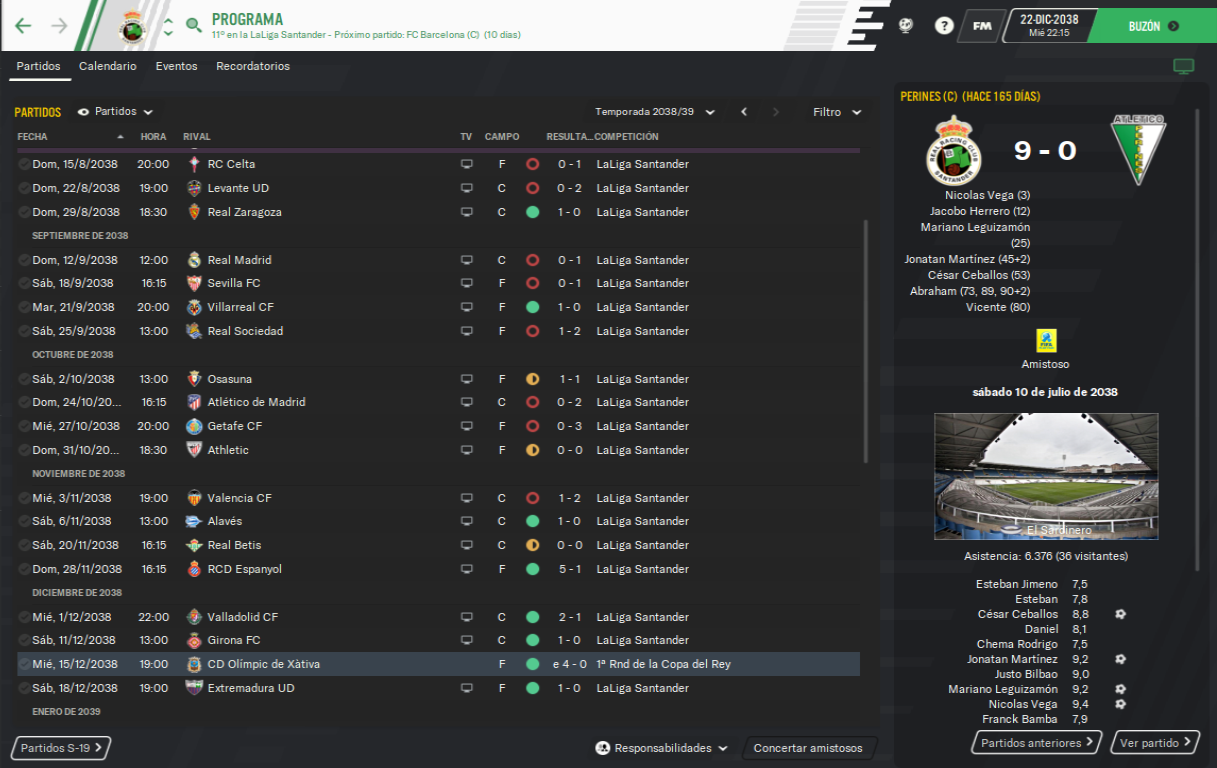 PROGRAMA
11º en la LaLiga Santander - Próximo partido: FC Barcelona (C) (10 días)
?
FM
22-DIC-2038
Mié 22:15
BUZÓN
Partidos Calendario Eventos Recordatorios
PARTIDOS Partidos Temporada 2038/39 Filtro
FECHA HORA RIVAL TV CAMPO RESULTA... COMPETICIÓN
Dom, 15/8/2038 20:00 RC Celta F 0 - 1 LaLiga Santander
Dom, 22/8/2038 19:00 Levante UD C 0 - 2 LaLiga Santander
Dom, 29/8/2038 18:30 Real Zaragoza C 1 - 0 LaLiga Santander
SEPTIEMBRE DE 2038
Dom, 12/9/2038 12:00 Real Madrid C 0 - 1 LaLiga Santander
Sáb, 18/9/2038 16:15 Sevilla FC F 0 - 1 LaLiga Santander
Mar, 21/9/2038 20:00 Villarreal CF F 1 - 0 LaLiga Santander
Sáb, 25/9/2038 13:00 Real Sociedad F 1 - 2 LaLiga Santander
OCTUBRE DE 2038
Sáb, 2/10/2038 13:00 Osasuna F 1 - 1 LaLiga Santander
Dom, 24/10/20... 16:15 Atlético de Madrid C 0 - 2 LaLiga Santander
Mié, 27/10/2038 20:00 Getafe CF F 0 - 3 LaLiga Santander
Dom, 31/10/20... 18:30 Athletic F 0 - 0 LaLiga Santander
NOVIEMBRE DE 2038
Mié, 3/11/2038 19:00 Valencia CF C 1 - 2 LaLiga Santander
Sáb, 6/11/2038 13:00 Alavés C 1 - 0 LaLiga Santander
Sáb, 20/11/2038 16:15 Real Betis C 0 - 0 LaLiga Santander
Dom, 28/11/2038 16:15 RCD Espanyol F 5 - 1 LaLiga Santander
DICIEMBRE DE 2038
Mié, 1/12/2038 22:00 Valladolid CF C 2 - 1 LaLiga Santander
Sáb, 11/12/2038 13:00 Girona FC C 1 - 0 LaLiga Santander
Mié, 15/12/2038 19:00 CD Olímpic de Xàtiva F e 4 - 0 1ª Rnd de la Copa del Rey
Sáb, 18/12/2038 19:00 Extremadura UD F 1 - 0 LaLiga Santander
ENERO DE 2039
Partidos S-19 Responsabilidades Concertar amistosos
PERINES (C) (HACE 165 DÍAS)
REAL RACING CLUB
SANTANDER
9 - 0
ATLETICO
PERINES
Nicolas Vega (3)
Jacobo Herrero (12)
Mariano Leguizamón
(25)
Jonatan Martínez (45+2)
César Ceballos (53)
Abraham (73, 89, 90+2)
Vicente (80)
FIFA
Amistoso
sábado 10 de julio de 2038
El Sardinero
Asistencia: 6.376 (36 visitantes)
Esteban Jimeno 7,5
Esteban 7,8
César Ceballos 8,8
Daniel 8,1
Chema Rodrigo 7,5
Jonatan Martínez 9,2
Justo Bilbao 9,0
Mariano Leguizamón 9,2
Nicolas Vega 9,4
Franck Bamba 7,9
Partidos anteriores Ver partido